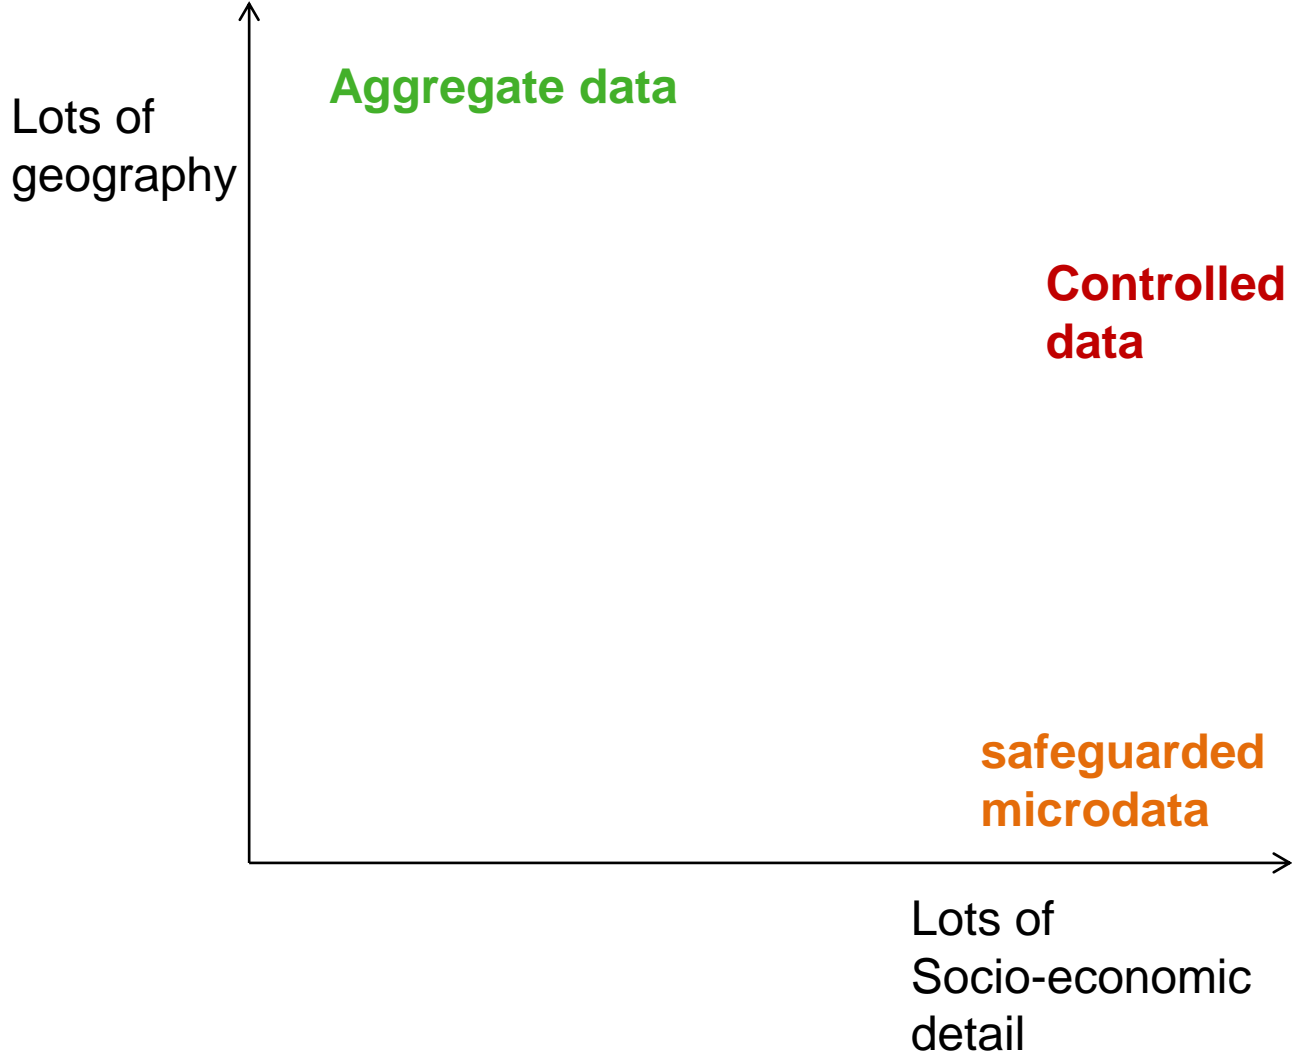 Aggregate data
Lots of
geography
Controlled
data
safeguarded
microdata
Lots of
Socio-economic
detail